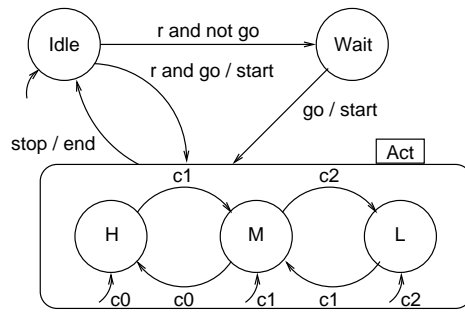 Idle
r and not go
Wait
r and go / start
go / start
stop / end
Act
c1
c2
H
M
L
c0
c0
c1
c1
c2